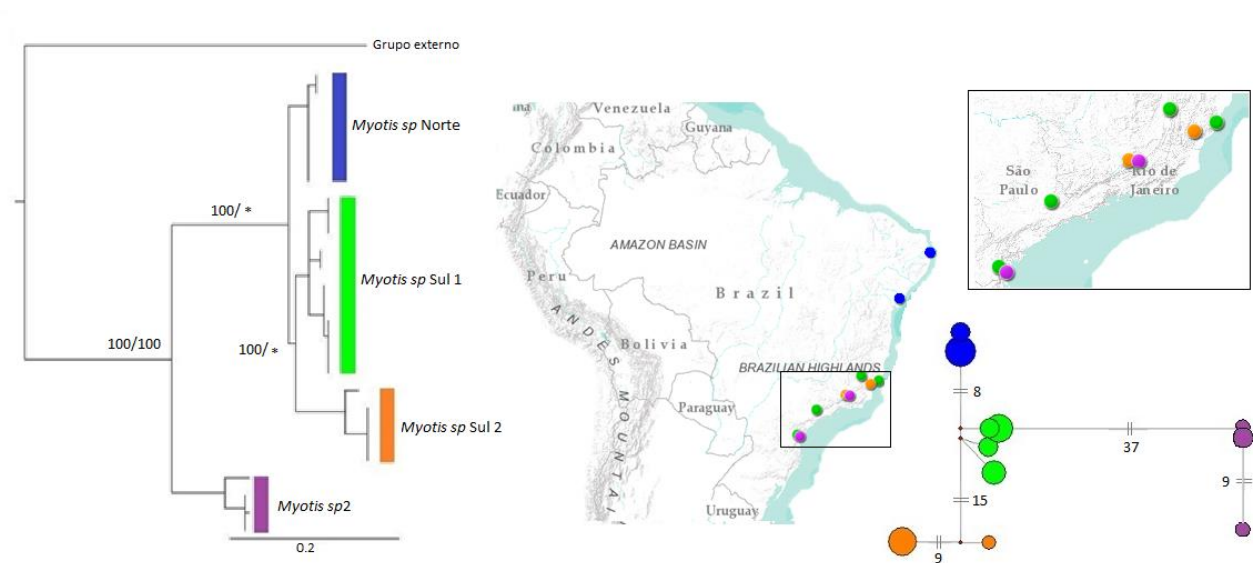 Grupo externo
Myotis sp Norte
100/ *
Myotis sp Sul 1
100/100
100/ *
Myotis sp Sul 2
Myotis sp2
0.2
Venezuela
Guyana
Colombia
Ecuador
AMAZON BASIN
Peru
Brazil
ANDES MOUNTAI
Bolivia
BRAZILIAN HIGHLANDS
Paraguay
Uruguay
São
Paulo
Rio de
Janeiro
8
37
9
15
9